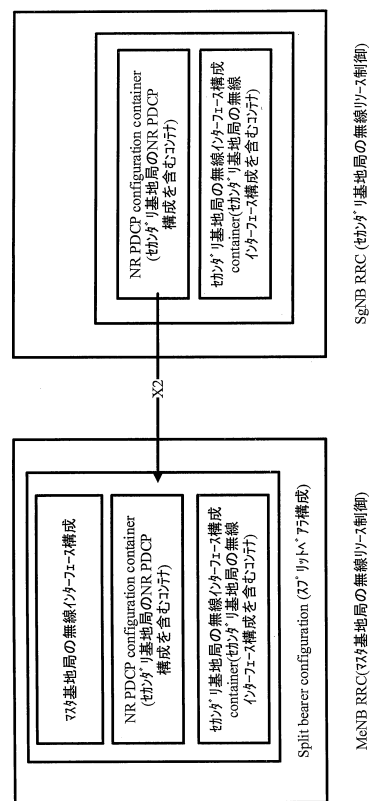 マスタ基地局の無線インターフェース構成
NR PDCP configuration container
(セカンダリ基地局のNR PDCP
構成を含むコンテナ)
セカンダリ基地局の無線インターフェース構成
container(セカンダリ基地局の無線
インターフェース構成を含むコンテナ)
Split bearer configuration (スプリットベアラ構成)
MeNB RRC(マスタ基地局の無線リソース制御)
X2
NR PDCP configuration container
(セカンダリ基地局のNR PDCP
構成を含むコンテナ)
セカンダリ基地局の無線インターフェース構成
container(セカンダリ基地局の無線
インターフェース構成を含むコンテナ)
SgNB RRC (セカンダリ基地局の無線リソース制御)